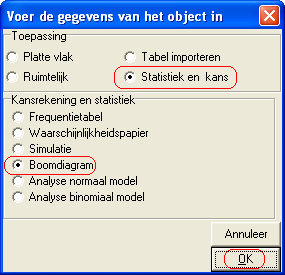 Voer de gegevens van het object in
Toepassing
Platte vlak
Tabel importeren
Ruimtelijk
Statistiek en kans
Kansrekening en statistiek
Frequentietabel
Waarschijnlijkheidspapier
Simulatie
Boomdiagram
Analyse normaal model
Analyse binomiaal model
Annuleer
OK